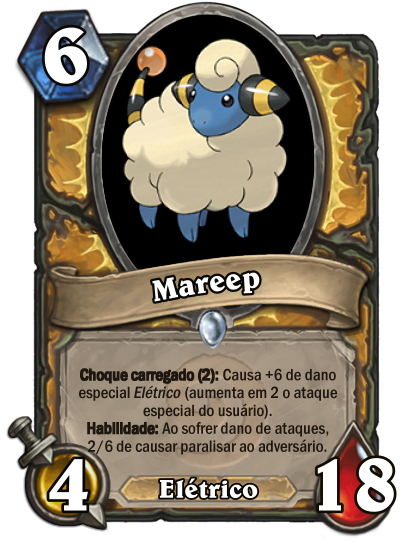 6
Mareep
Choque carregado (2): Causa +6 de dano
especial Elétrico (aumenta em 2 o ataque
especial do usuário).
Habilidade: Ao sofrer dano de ataques,
2/6 de causar paralisar ao adversário.
4
Elétrico
18